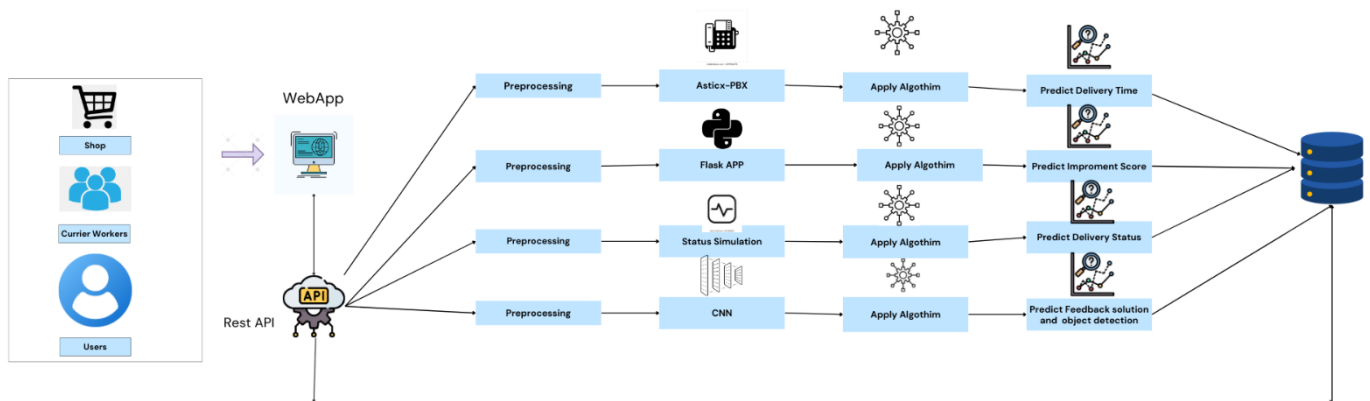 Shop
Currier Workers
Users
WebApp
API
Rest API
Preprocessing
Asticx-PBX
Apply Algothim
Predict Delivery Time
Preprocessing
Flask APP
Apply Algothim
Predict Improment Score
Preprocessing
Status Simulation
Apply Algothim
Predict Delivery Status
Preprocessing
CNN
Apply Algothim
Predict Feedback solution
and object detection